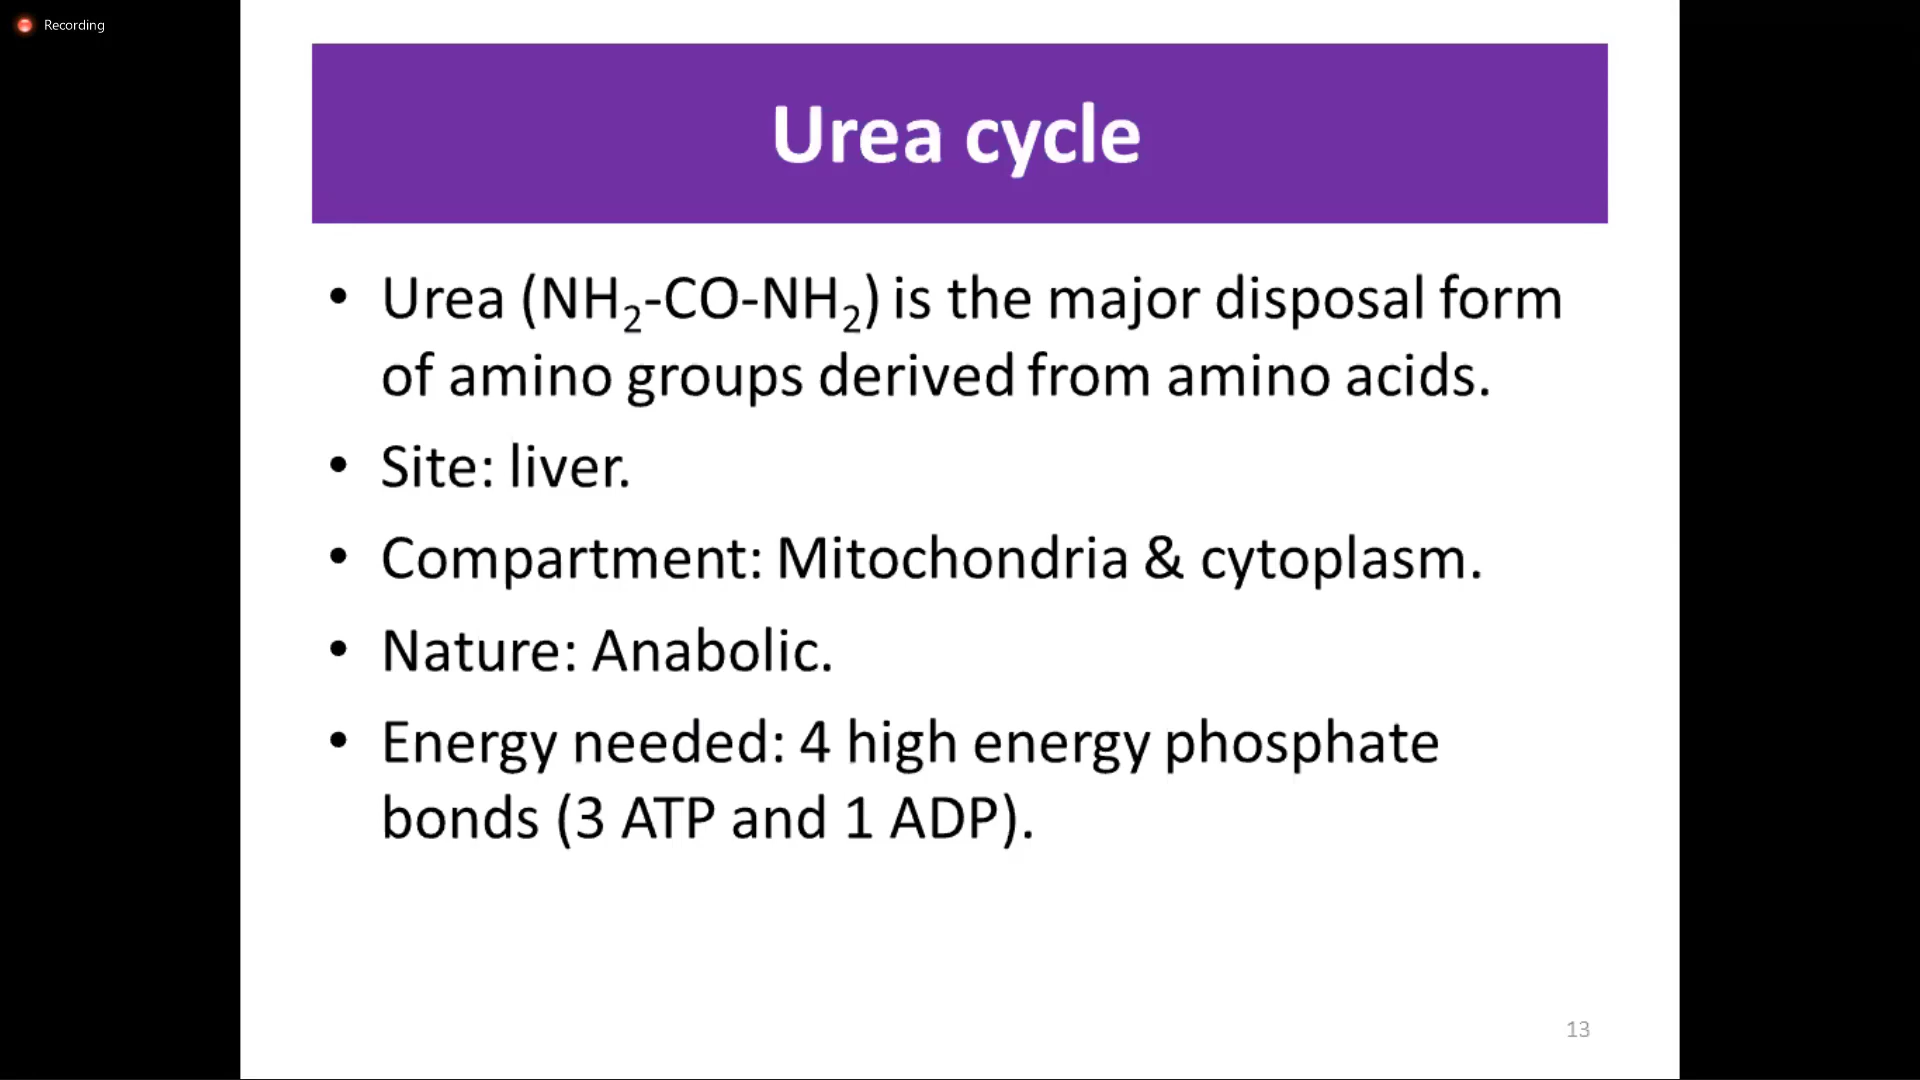 Recording
Urea cycle
• Urea (NH₂-CO-NH₂) is the major disposal form
of amino groups derived from amino acids.
• Site: liver.
• Compartment: Mitochondria & cytoplasm.
• Nature: Anabolic.
• Energy needed: 4 high energy phosphate
bonds (3 ATP and 1 ADP).
13